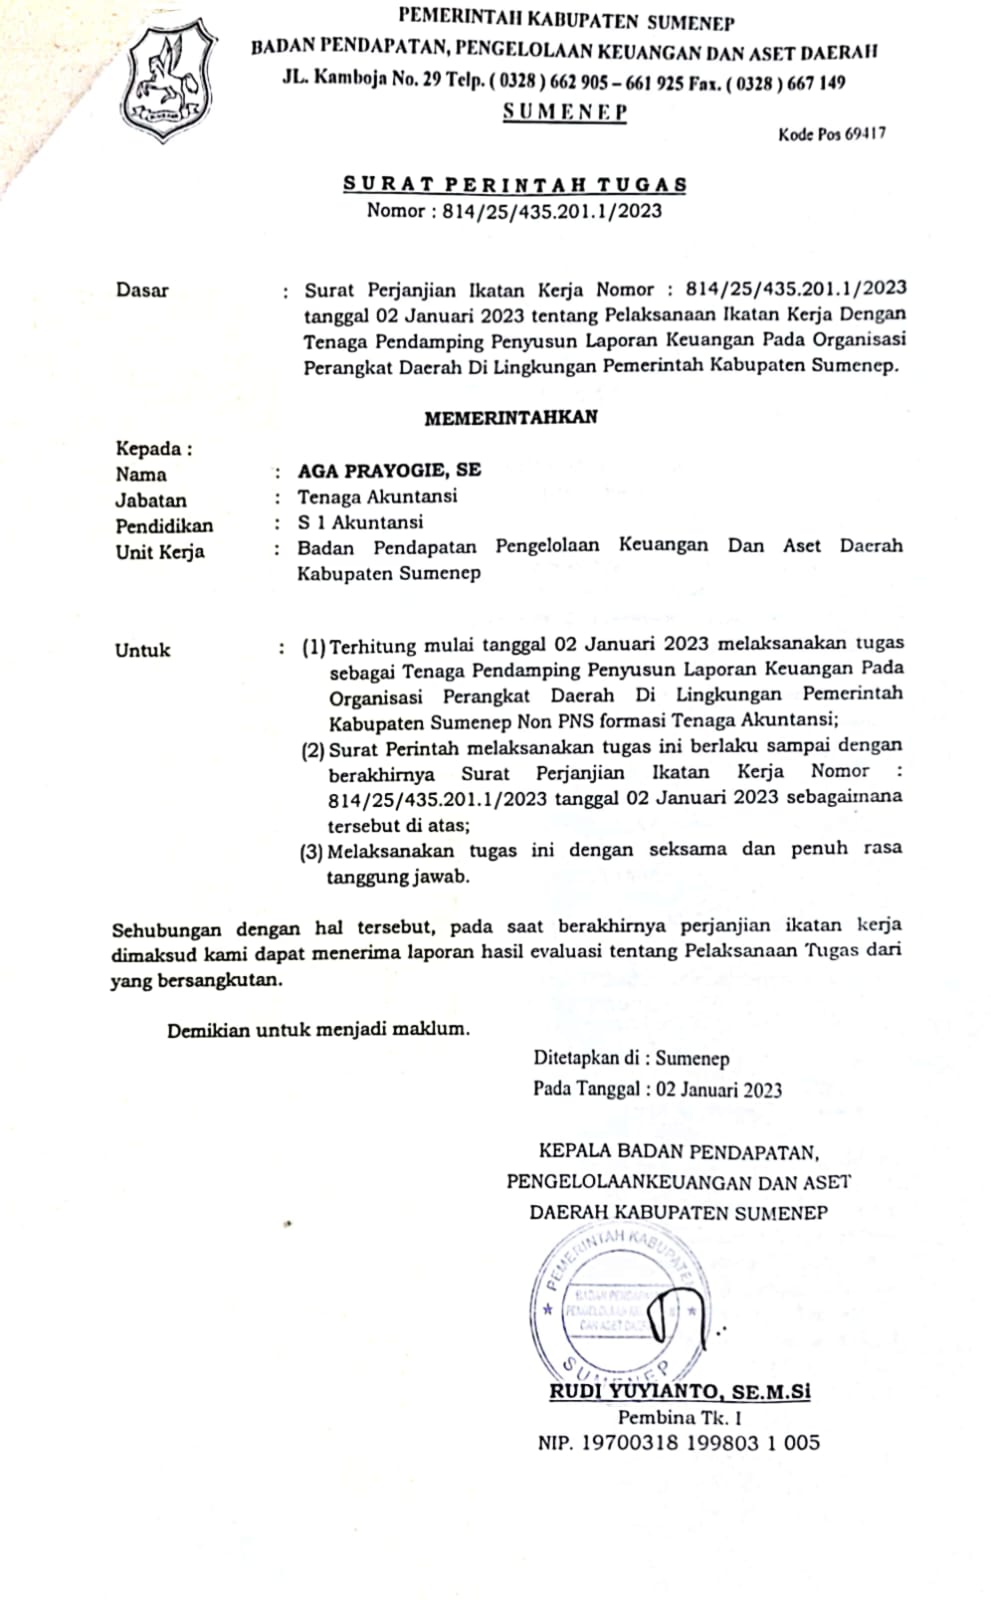 PEMERINTAH KABUPATEN SUMENEP
BADAN PENDAPATAN, PENGELOLAAN KEUANGAN DAN ASET DAERAH
JL. Kamboja No. 29 Telp. ( 0328 ) 662 905 – 661 925 Fax. ( 0328 ) 667 149
SUMENEP
Kode Pos 69417
SURAT PERINTAH TUGAS
Nomor : 814/25/435.201.1/2023
Dasar : Surat Perjanjian Ikatan Kerja Nomor : 814/25/435.201.1/2023
tanggal 02 Januari 2023 tentang Pelaksanaan Ikatan Kerja Dengan
Tenaga Pendamping Penyusun Laporan Keuangan Pada Organisasi
Perangkat Daerah Di Lingkungan Pemerintah Kabupaten Sumenep.
MEMERINTAHKAN
Kepada :
Nama : AGA PRAYOGIE, SE
Jabatan : Tenaga Akuntansi
Pendidikan : S 1 Akuntansi
Unit Kerja : Badan Pendapatan Pengelolaan Keuangan Dan Aset Daerah
Kabupaten Sumenep
Untuk : (1) Terhitung mulai tanggal 02 Januari 2023 melaksanakan tugas
sebagai Tenaga Pendamping Penyusun Laporan Keuangan Pada
Organisasi Perangkat Daerah Di Lingkungan Pemerintah
Kabupaten Sumenep Non PNS formasi Tenaga Akuntansi;
(2) Surat Perintah melaksanakan tugas ini berlaku sampai dengan
berakhirnya Surat Perjanjian Ikatan Kerja Nomor :
814/25/435.201.1/2023 tanggal 02 Januari 2023 sebagaimana
tersebut di atas;
(3) Melaksanakan tugas ini dengan seksama dan penuh rasa
tanggung jawab.
Sehubungan dengan hal tersebut, pada saat berakhirnya perjanjian ikatan kerja
dimaksud kami dapat menerima laporan hasil evaluasi tentang Pelaksanaan Tugas dari
yang bersangkutan.
Demikian untuk menjadi maklum.
Ditetapkan di : Sumenep
Pada Tanggal : 02 Januari 2023
KEPALA BADAN PENDAPATAN,
PENGELOLAANKEUANGAN DAN ASET
DAERAH KABUPATEN SUMENEP
PEMERINTAH KABUPATEN
BADAN
DAN ASET
SUMENEP
RUDI YUYIANTO, SE.M.Si
Pembina Tk. I
NIP. 19700318 199803 1 005